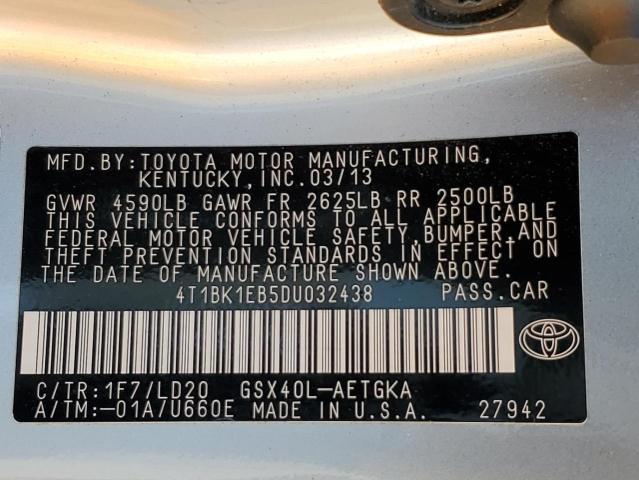 MFD.BY:TOYOTA MOTOR MANUFACTURING,
KENTUCKY,INC.03/13
GVWR 4590LB GAWR FR 2625LB RR 2500LB
THIS VEHICLE CONFORMS TO ALL APPLICABLE
FEDERAL MOTOR VEHICLE SAFETY,BUMPER,AND
THEFT PREVENTION STANDARDS IN EFFECT ON
THE DATE OF MANUFACTURE SHOWN ABOVE.
4T1BK1EB5DU032438 PASS.CAR
C/TR:1F7/LD20 GSX40L-AETGKA
A/TM:-01A/U660E MADE IN U.S.A. 27942